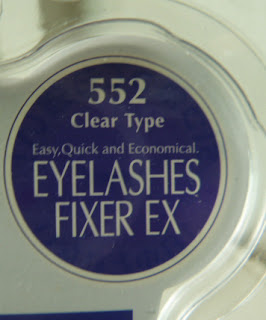 552
Clear Type
Easy,Quick and Economical.
EYELASHES
FIXER EX